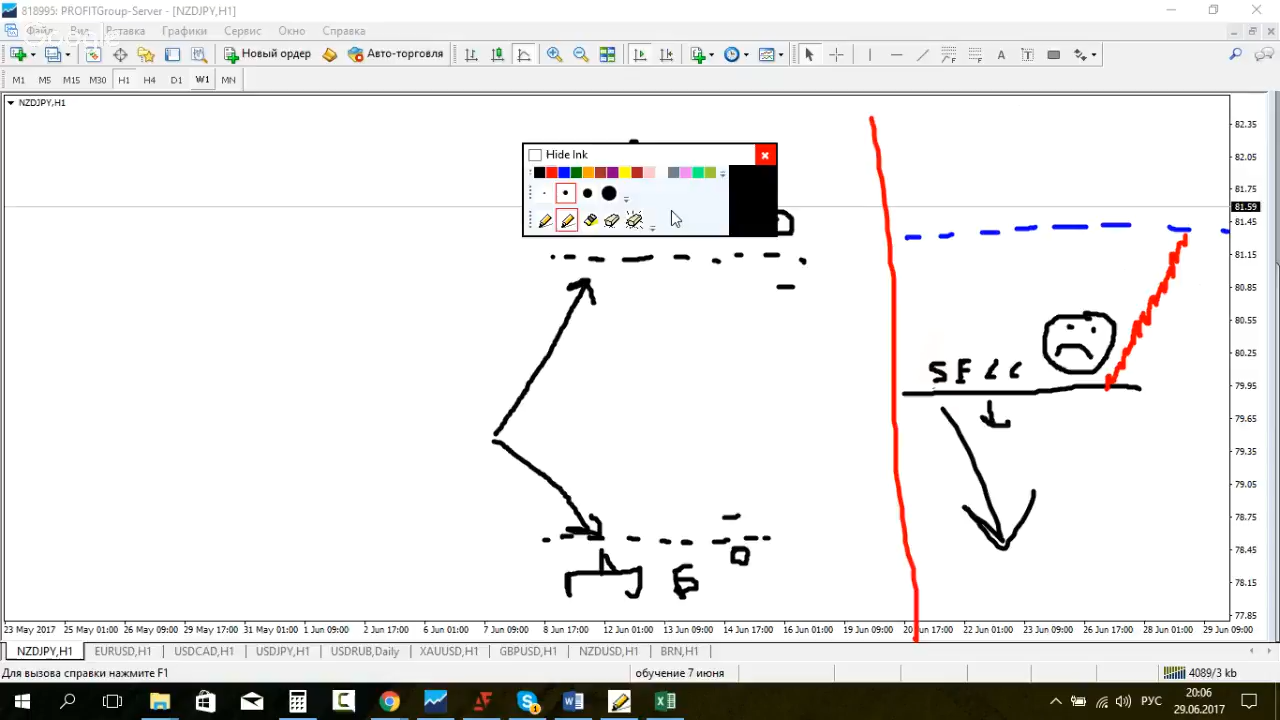 818995: PROFITGroup-Server - [NZDJPY,H1]
Файл Вид Вставка Графики Сервис Окно Справка
Новый ордер Авто-торговля
M1 M5 M15 M30 H1 H4 D1 W1 MN
NZDJPY,H1
82.35
82.05
Hide Ink
81.75
81.59
81.45
81.15
80.85
80.55
80.25
SELL
79.95
79.65
79.35
79.05
78.75
78.45
78.15
77.85
23 May 2017 25 May 01:00 26 May 09:00 29 May 17:00 31 May 01:00 1 Jun 09:00 2 Jun 17:00 6 Jun 01:00 7 Jun 09:00 8 Jun 17:00 12 Jun 01:00 13 Jun 09:00 14 Jun 17:00 16 Jun 01:00 19 Jun 09:00 20 Jun 17:00 22 Jun 01:00 23 Jun 09:00 26 Jun 17:00 28 Jun 01:00 29 Jun 09:00
NZDJPY,H1 EURUSD,H1 USDCAD,H1 USDJPY,H1 USDRUB,Daily XAUUSD,H1 GBPUSD,H1 NZDUSD,H1 BRN,H1
Для вызова справки нажмите F1 обучение 7 июня 4089/3 kb
РУС
20:06
29.06.2017